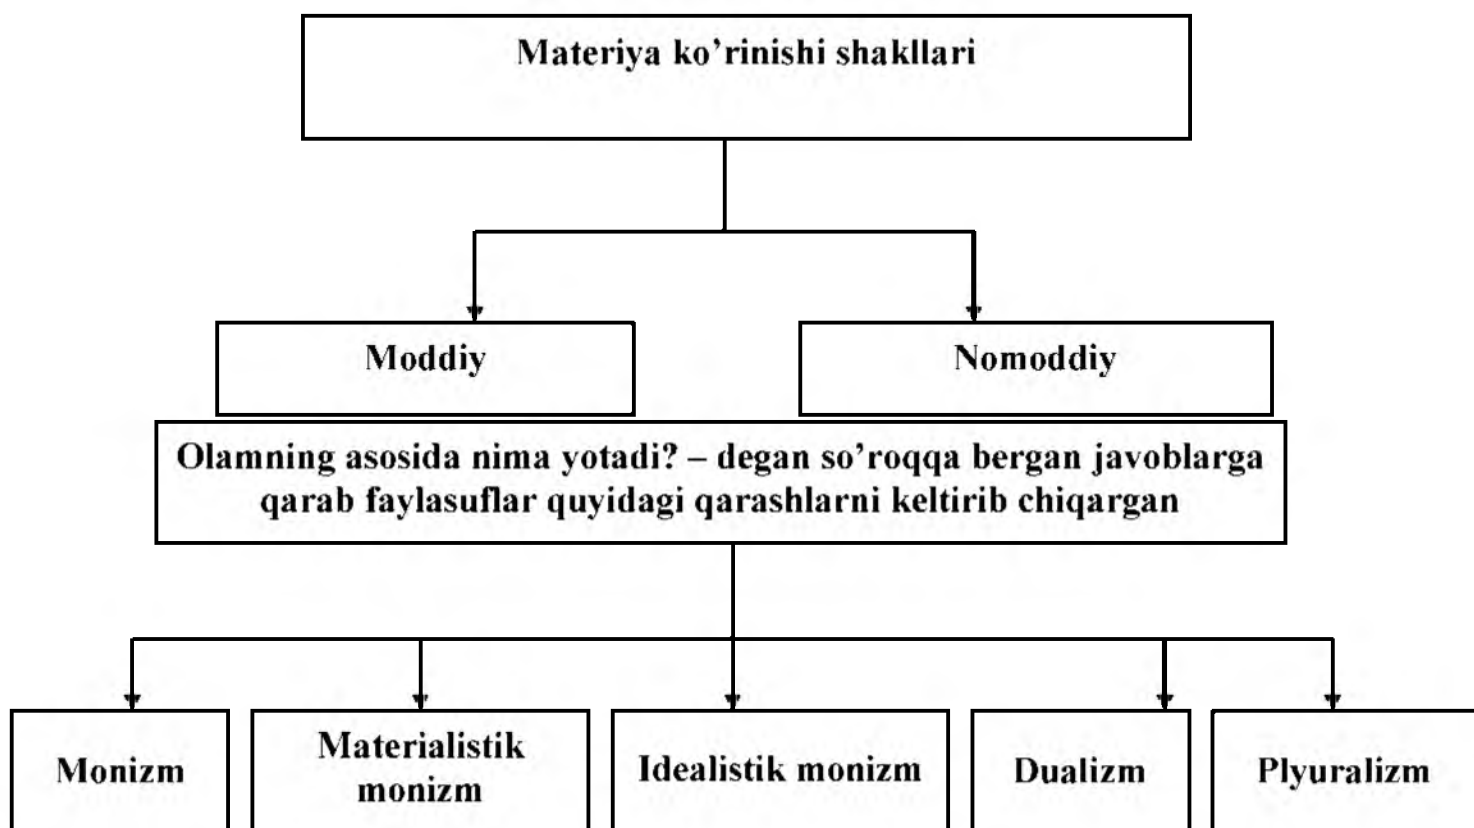 Materiya ko’rinishi shakllari
Moddiy
Nomoddiy
Olamning asosida nima yotadi? – degan so’roqqa bergan javoblarga
qarab faylasuflar quyidagi qarashlarni keltirib chiqargan
Monizm
Materialistik
monizm
Idealistik monizm
Dualizm
Plyuralizm